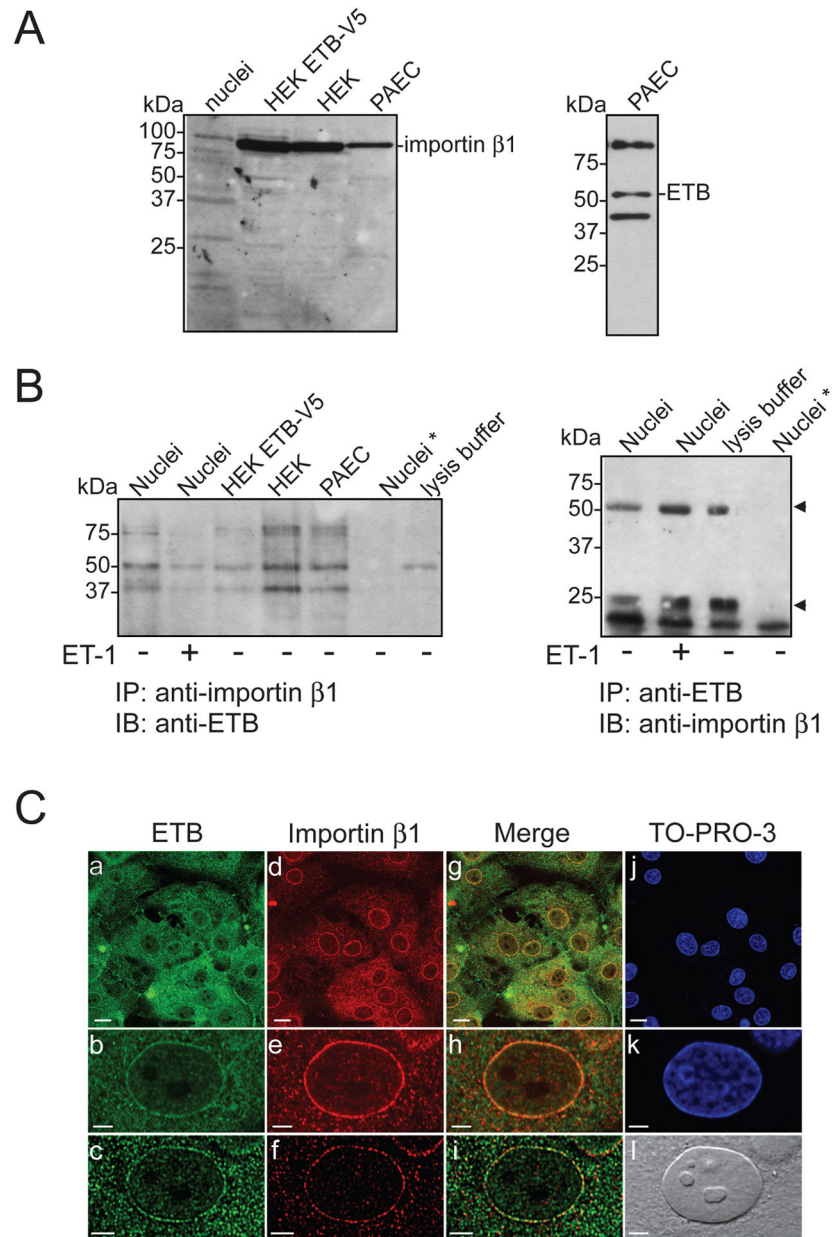 A
kDa nuclei HEK ETB-V5 HEK PAEC
100
75
50
37
25
importin β1
PAEC
kDa
75
50
37
25
ETB
B
kDa Nuclei Nuclei HEK ETB-V5 HEK PAEC Nuclei * lysis buffer
75
50
37
ET-1 - + - - - - -
IP: anti-importin β1
IB: anti-ETB
kDa Nuclei Nuclei lysis buffer Nuclei *
75
50
37
25
ET-1 - + - -
IP: anti-ETB
IB: anti-importin β1
C
ETB Importin β1 Merge TO-PRO-3
a d g j
b e h k
c f i l